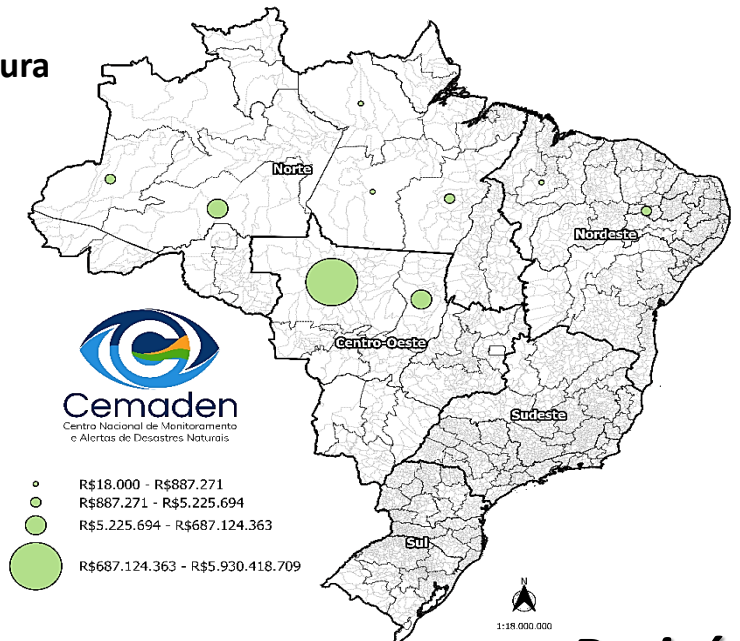 ura
Norte
Nordeste
Centro-Oeste
Sudeste
Sul
Cemaden
Centro Nacional de Monitoramento
e Alertas de Desastres Naturais
R$18.000 - R$887.271
R$887.271 - R$5.225.694
R$5.225.694 - R$687.124.363
R$687.124.363 - R$5.930.418.709
N
1:18.000.000